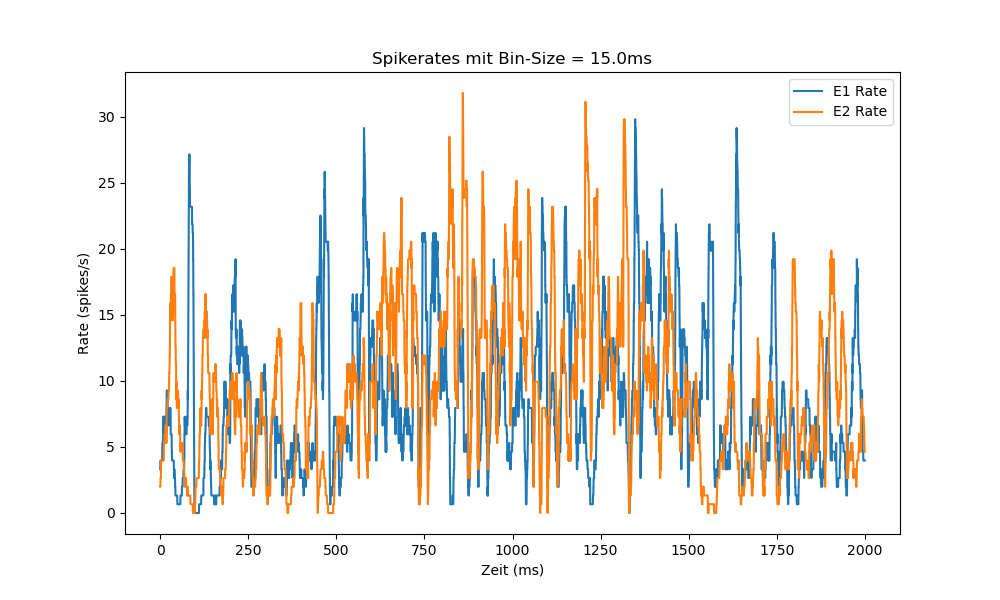 Spikerates mit Bin-Size = 15.0ms
E1 Rate
E2 Rate
Rate (spikes/s)
30
25
20
15
10
5
0
0 250 500 750 1000 1250 1500 1750 2000
Zeit (ms)